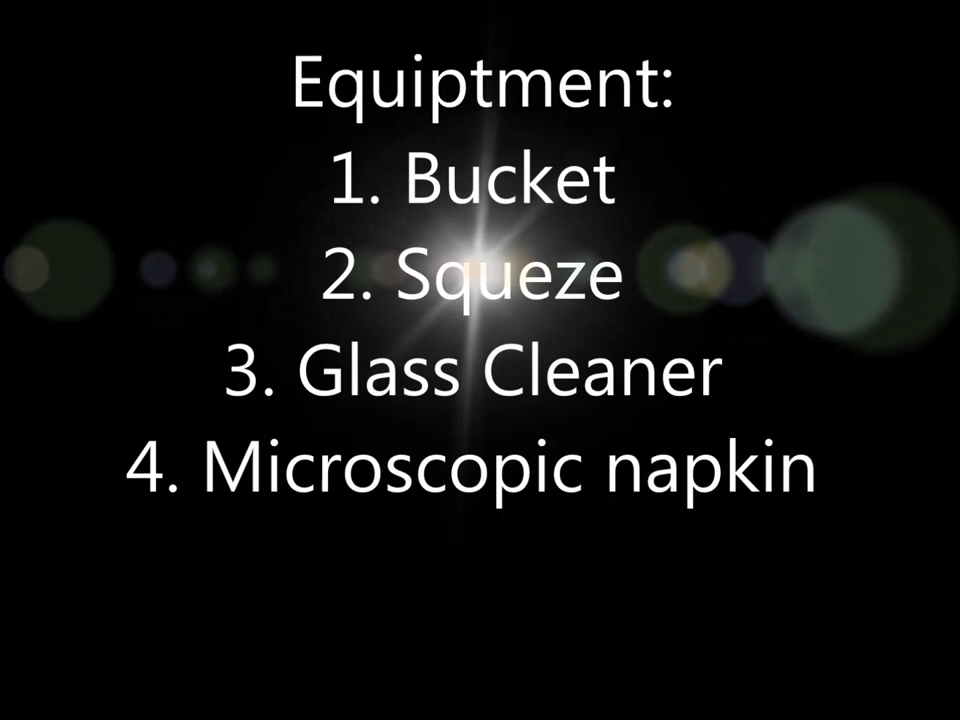 Equiptment:
1. Bucket
2. Squeze
3. Glass Cleaner
4. Microscopic napkin